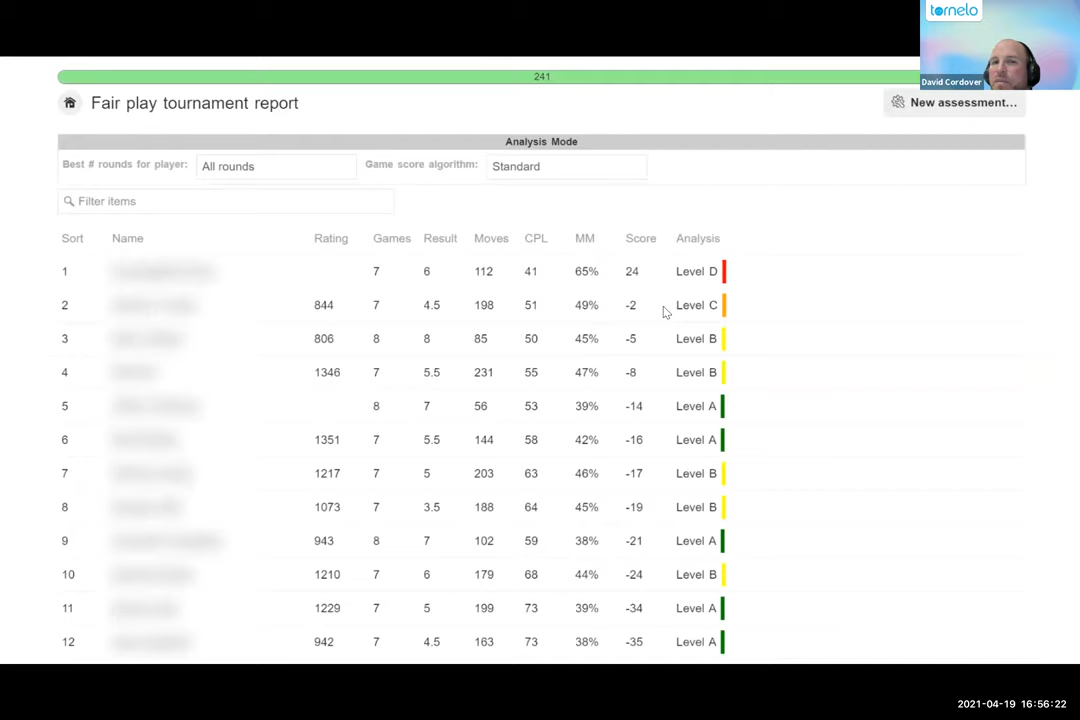 tornelo
David Cordover
241
Fair play tournament report
New assessment...
Analysis Mode
Best # rounds for player: All rounds Game score algorithm: Standard
Filter items
Sort Name Rating Games Result Moves CPL MM Score Analysis
1 7 6 112 41 65% 24 Level D
2 844 7 4.5 198 51 49% -2 Level C
3 806 8 8 85 50 45% -5 Level B
4 1346 7 5.5 231 55 47% -8 Level B
5 8 7 56 53 39% -14 Level A
6 1351 7 5.5 144 58 42% -16 Level A
7 1217 7 5 203 63 46% -17 Level B
8 1073 7 3.5 188 64 45% -19 Level B
9 943 8 7 102 59 38% -21 Level A
10 1210 7 6 179 68 44% -24 Level B
11 1229 7 5 199 73 39% -34 Level A
12 942 7 4.5 163 73 38% -35 Level A
2021-04-19 16:56:22